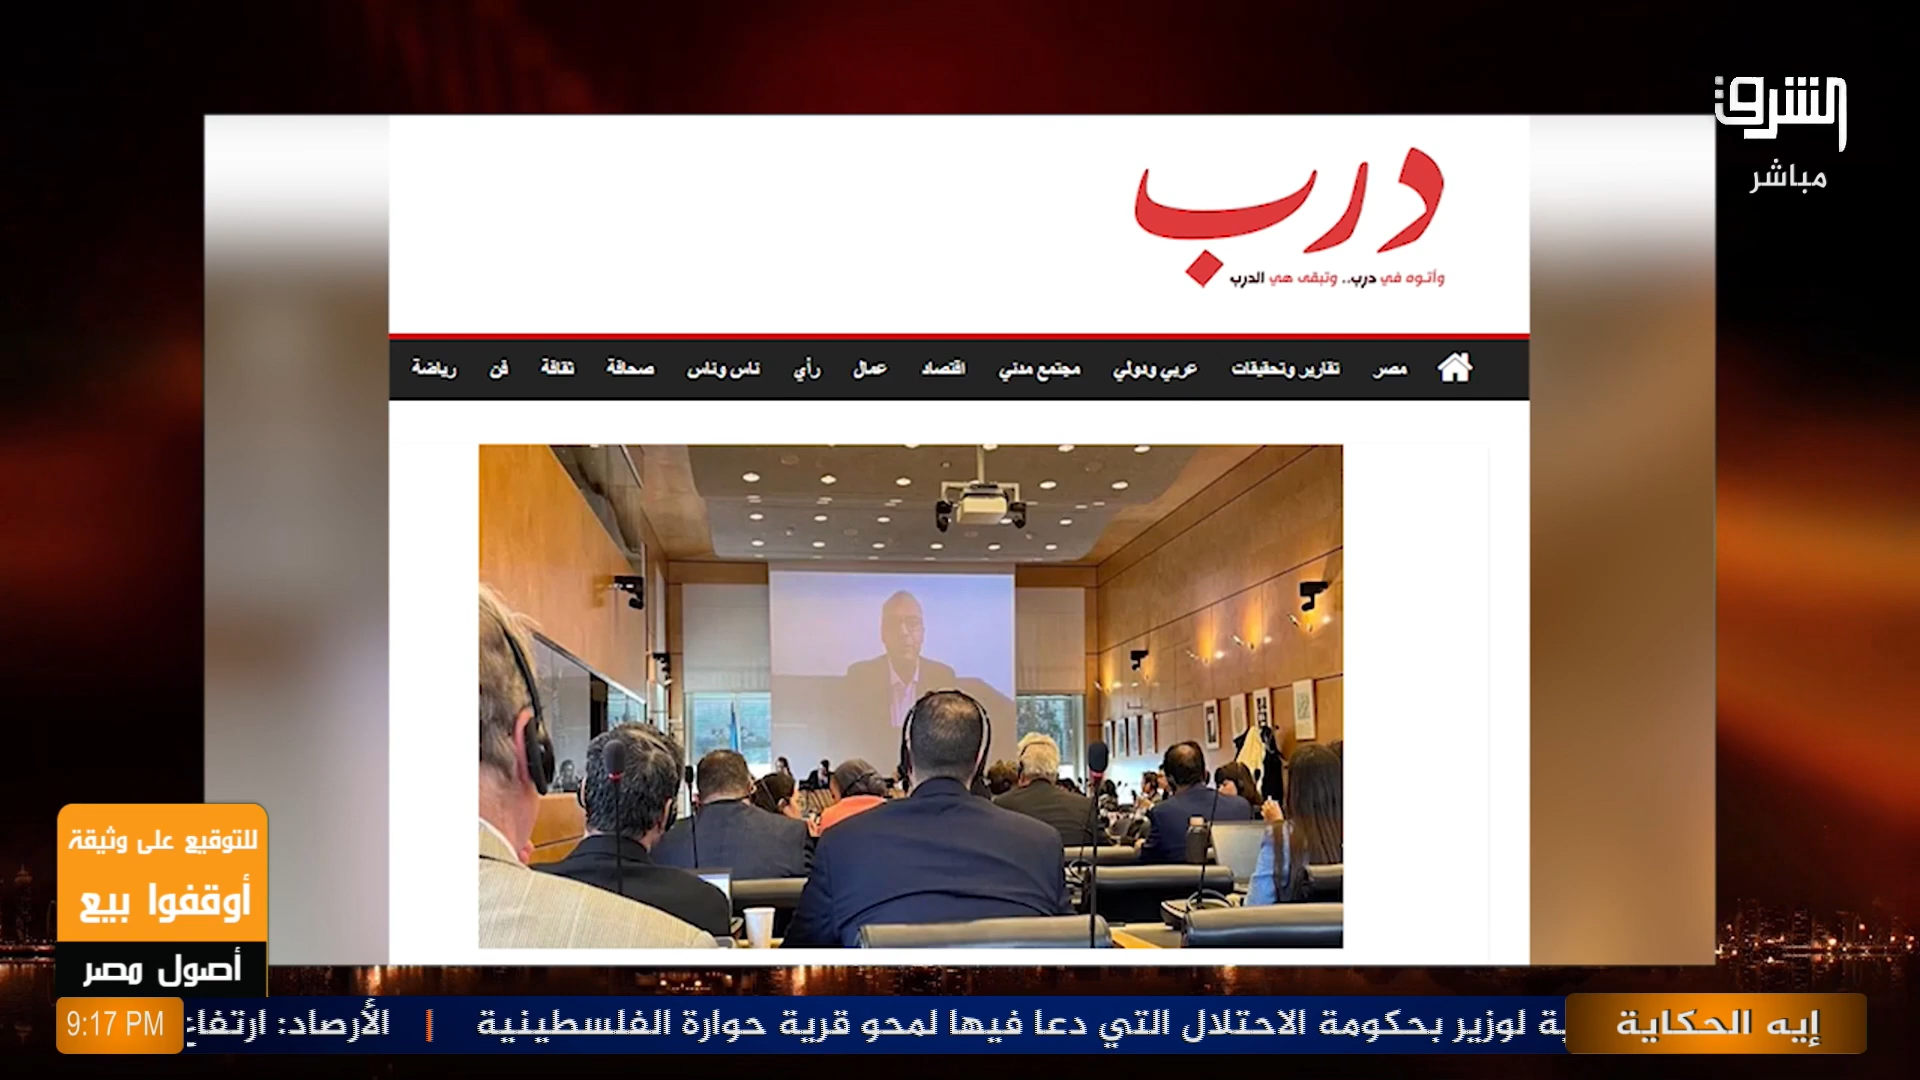 الشرق
مباشر
درب
وأتوه في درب.. وتبقى هي الدرب
مصر تقارير وتحقيقات عربي ودولي مجتمع مدني اقتصاد عمال رأي ناس وناس صحافة ثقافة فن رياضة
للتوقيع على وثيقة
أوقفوا بيع
أصول مصر
إيه الحكاية
لوزير بحكومة الاحتلال التي دعا فيها لمحو قرية حوارة الفلسطينية | الأرصاد: ارتفاع
9:17 PM